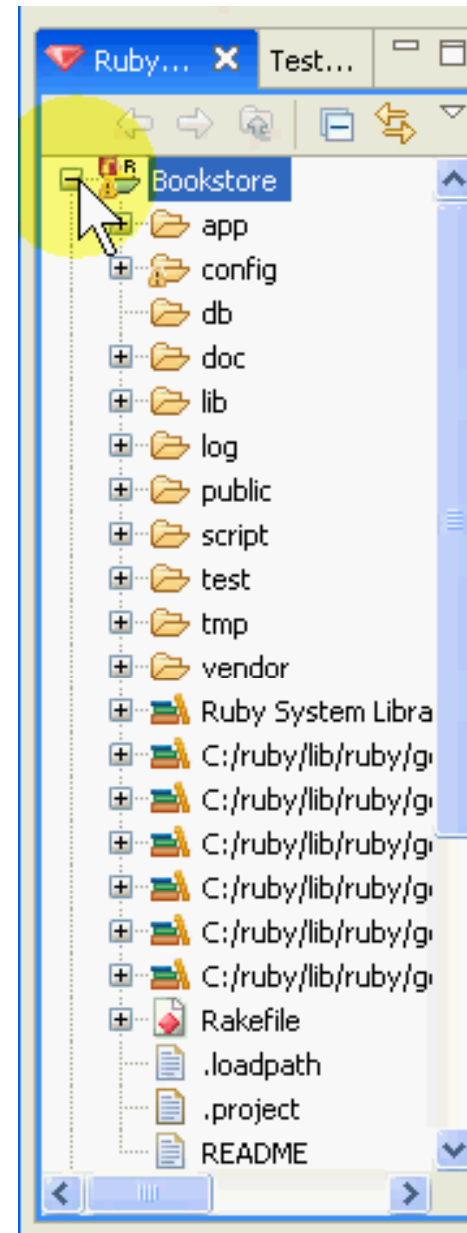 Ruby... Test...
Bookstore
app
config
db
doc
lib
log
public
script
test
tmp
vendor
Ruby System Libra
C:/ruby/lib/ruby/g
C:/ruby/lib/ruby/g
C:/ruby/lib/ruby/g
C:/ruby/lib/ruby/g
C:/ruby/lib/ruby/g
C:/ruby/lib/ruby/g
Rakefile
.loadpath
.project
README